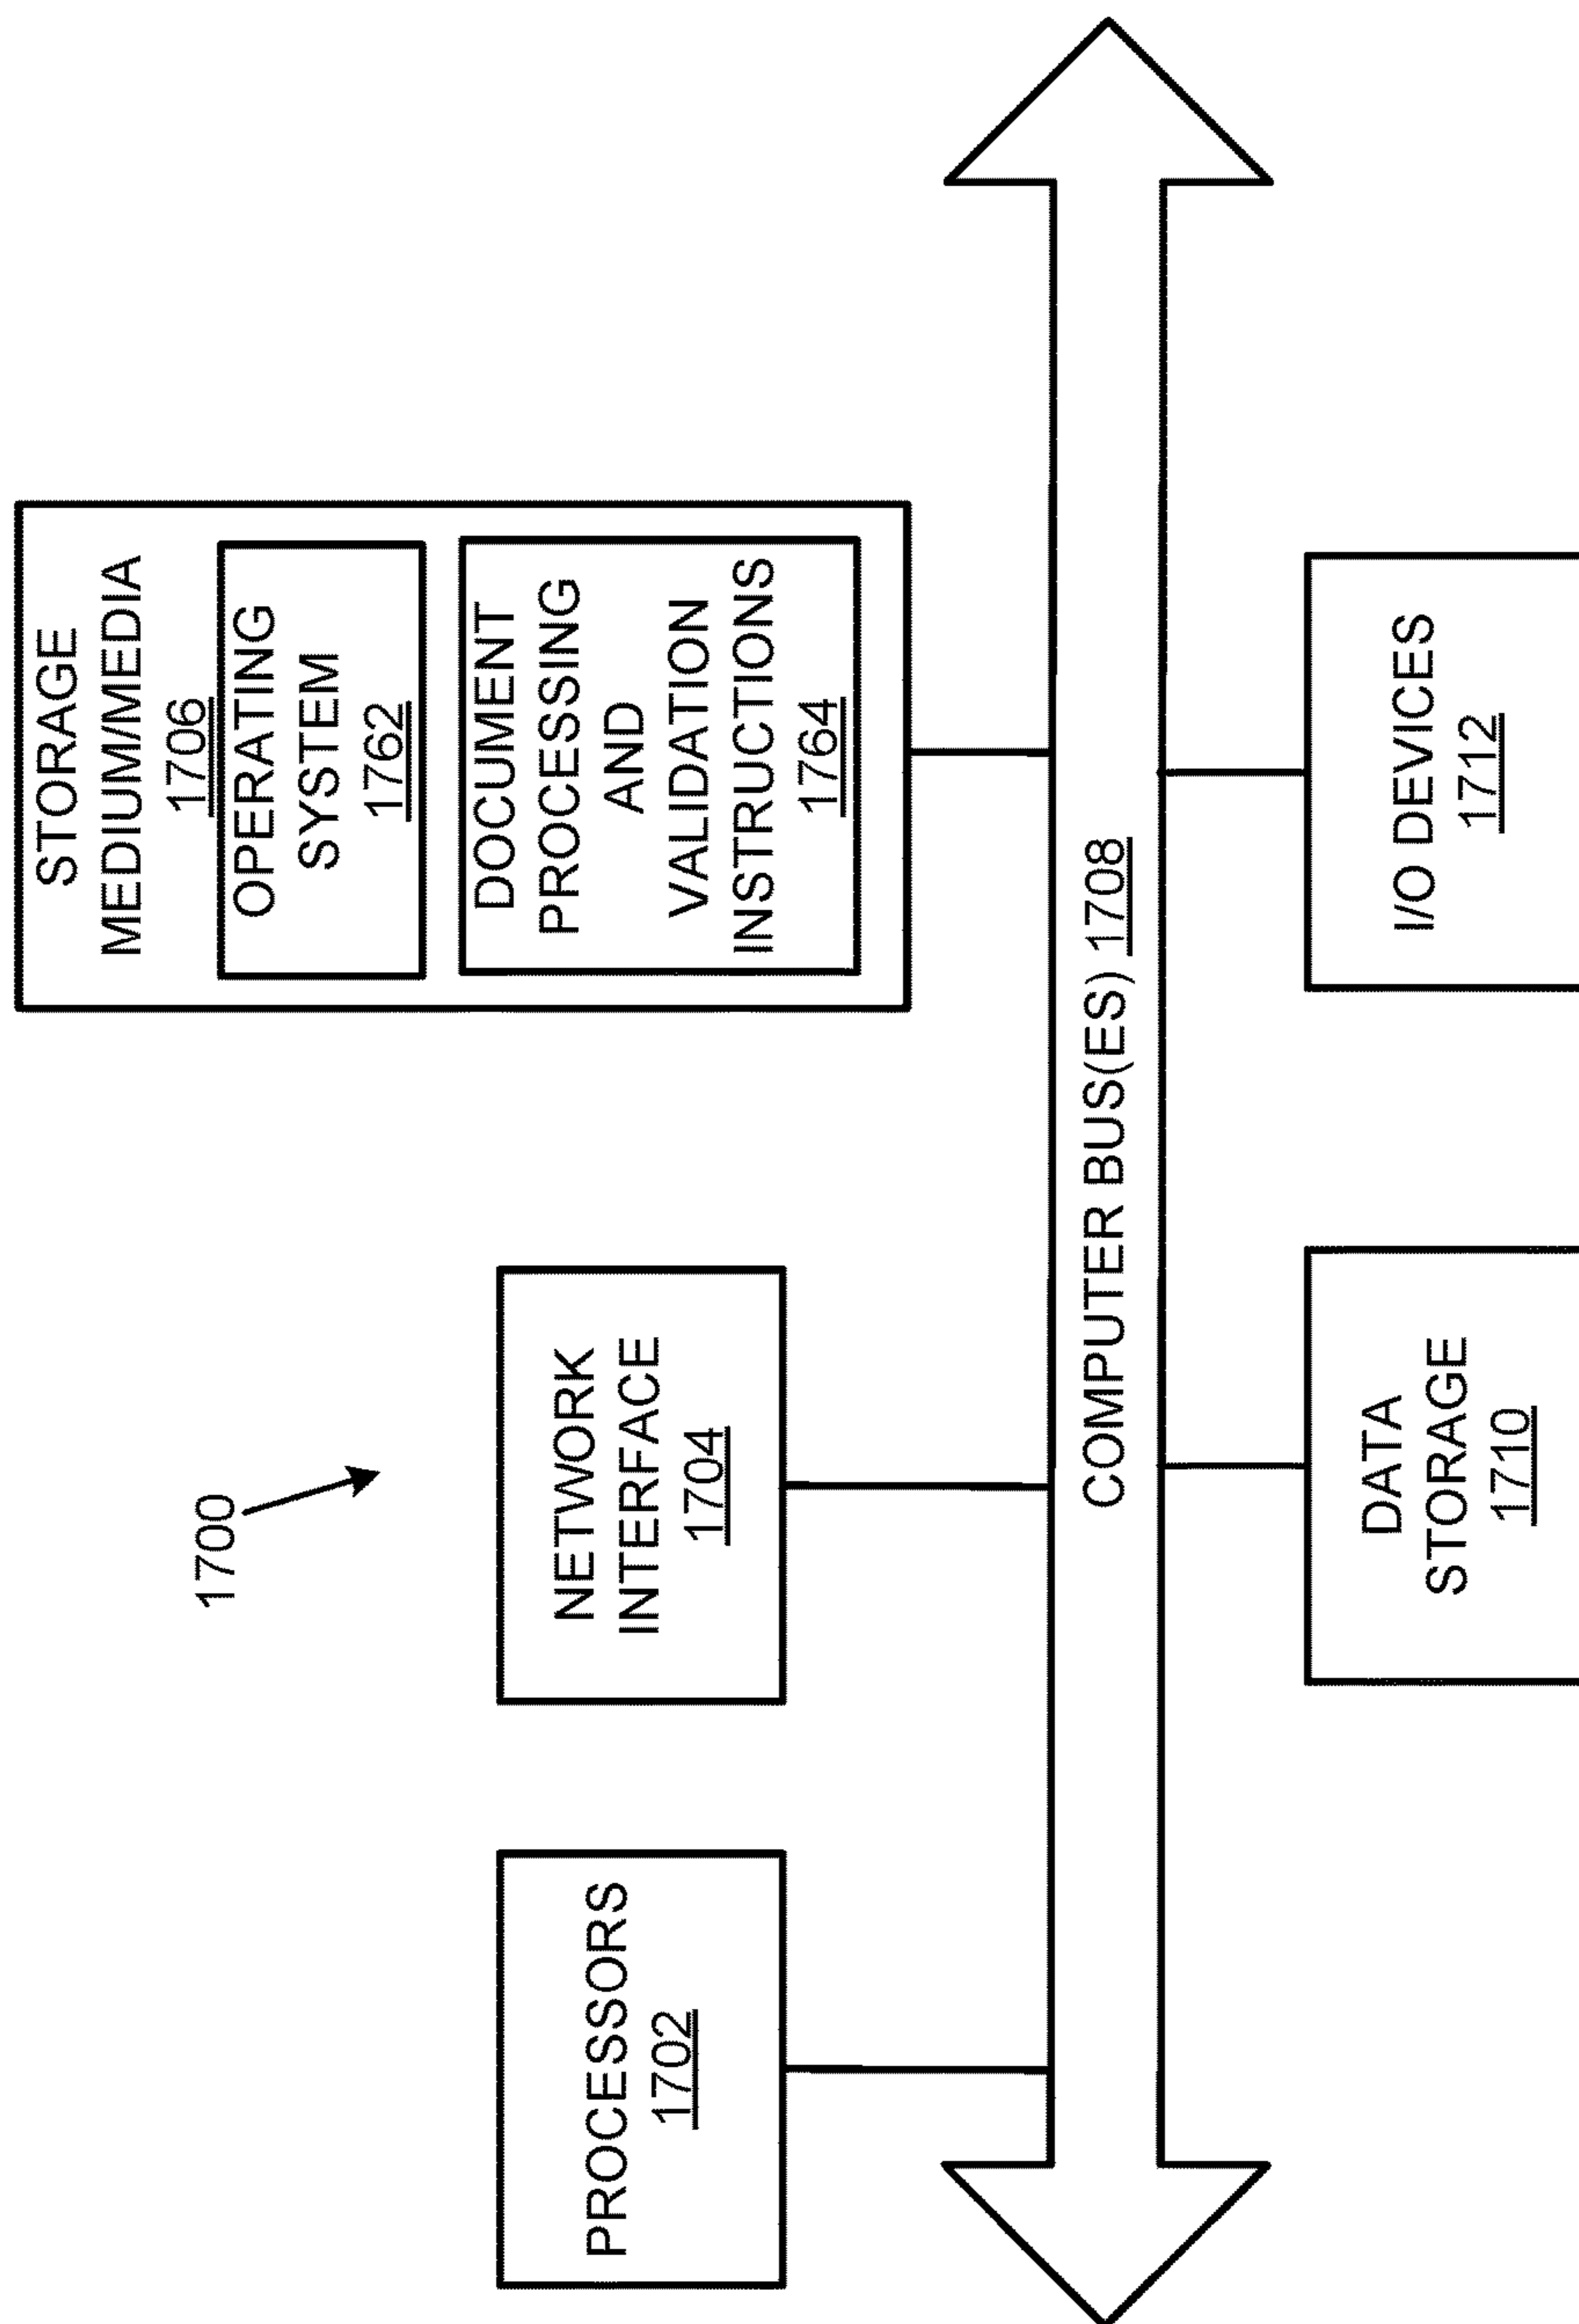 1700
STORAGE
MEDIUM/MEDIA
1706
OPERATING
SYSTEM
1762
DOCUMENT
PROCESSING
AND
VALIDATION
INSTRUCTIONS
1764
PROCESSORS
1702
NETWORK
INTERFACE
1704
COMPUTER BUS(ES) 1708
DATA
STORAGE
1710
I/O DEVICES
1712